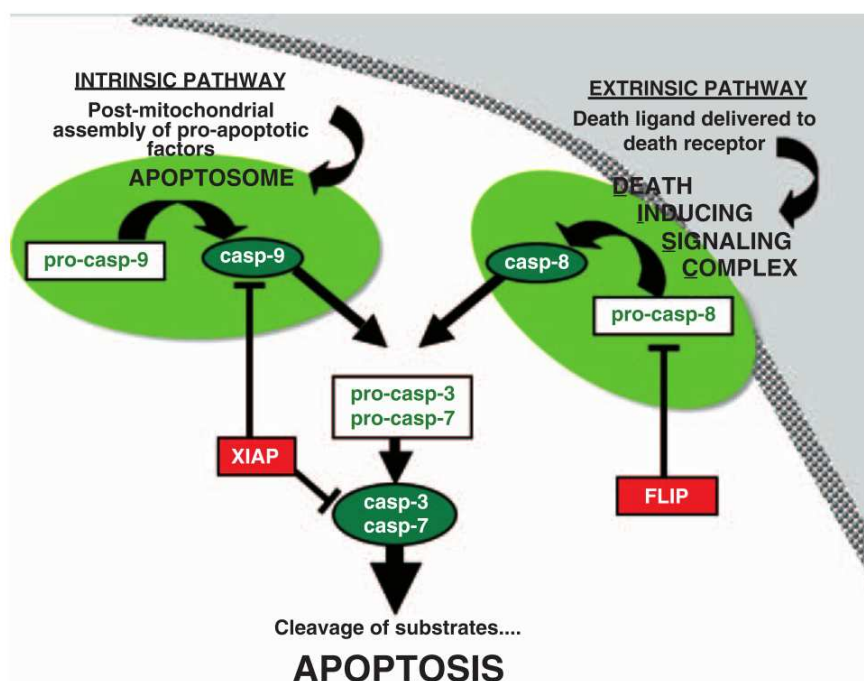 INTRINSIC PATHWAY
Post-mitochondrial
assembly of pro-apoptotic
factors
APOPTOSOME
pro-casp-9
casp-9
EXTRINSIC PATHWAY
Death ligand delivered to
death receptor
DEATH
INDUCING
SIGNALING
COMPLEX
casp-8
pro-casp-8
pro-casp-3
pro-casp-7
XIAP
casp-3
casp-7
FLIP
Cleavage of substrates....
APOPTOSIS